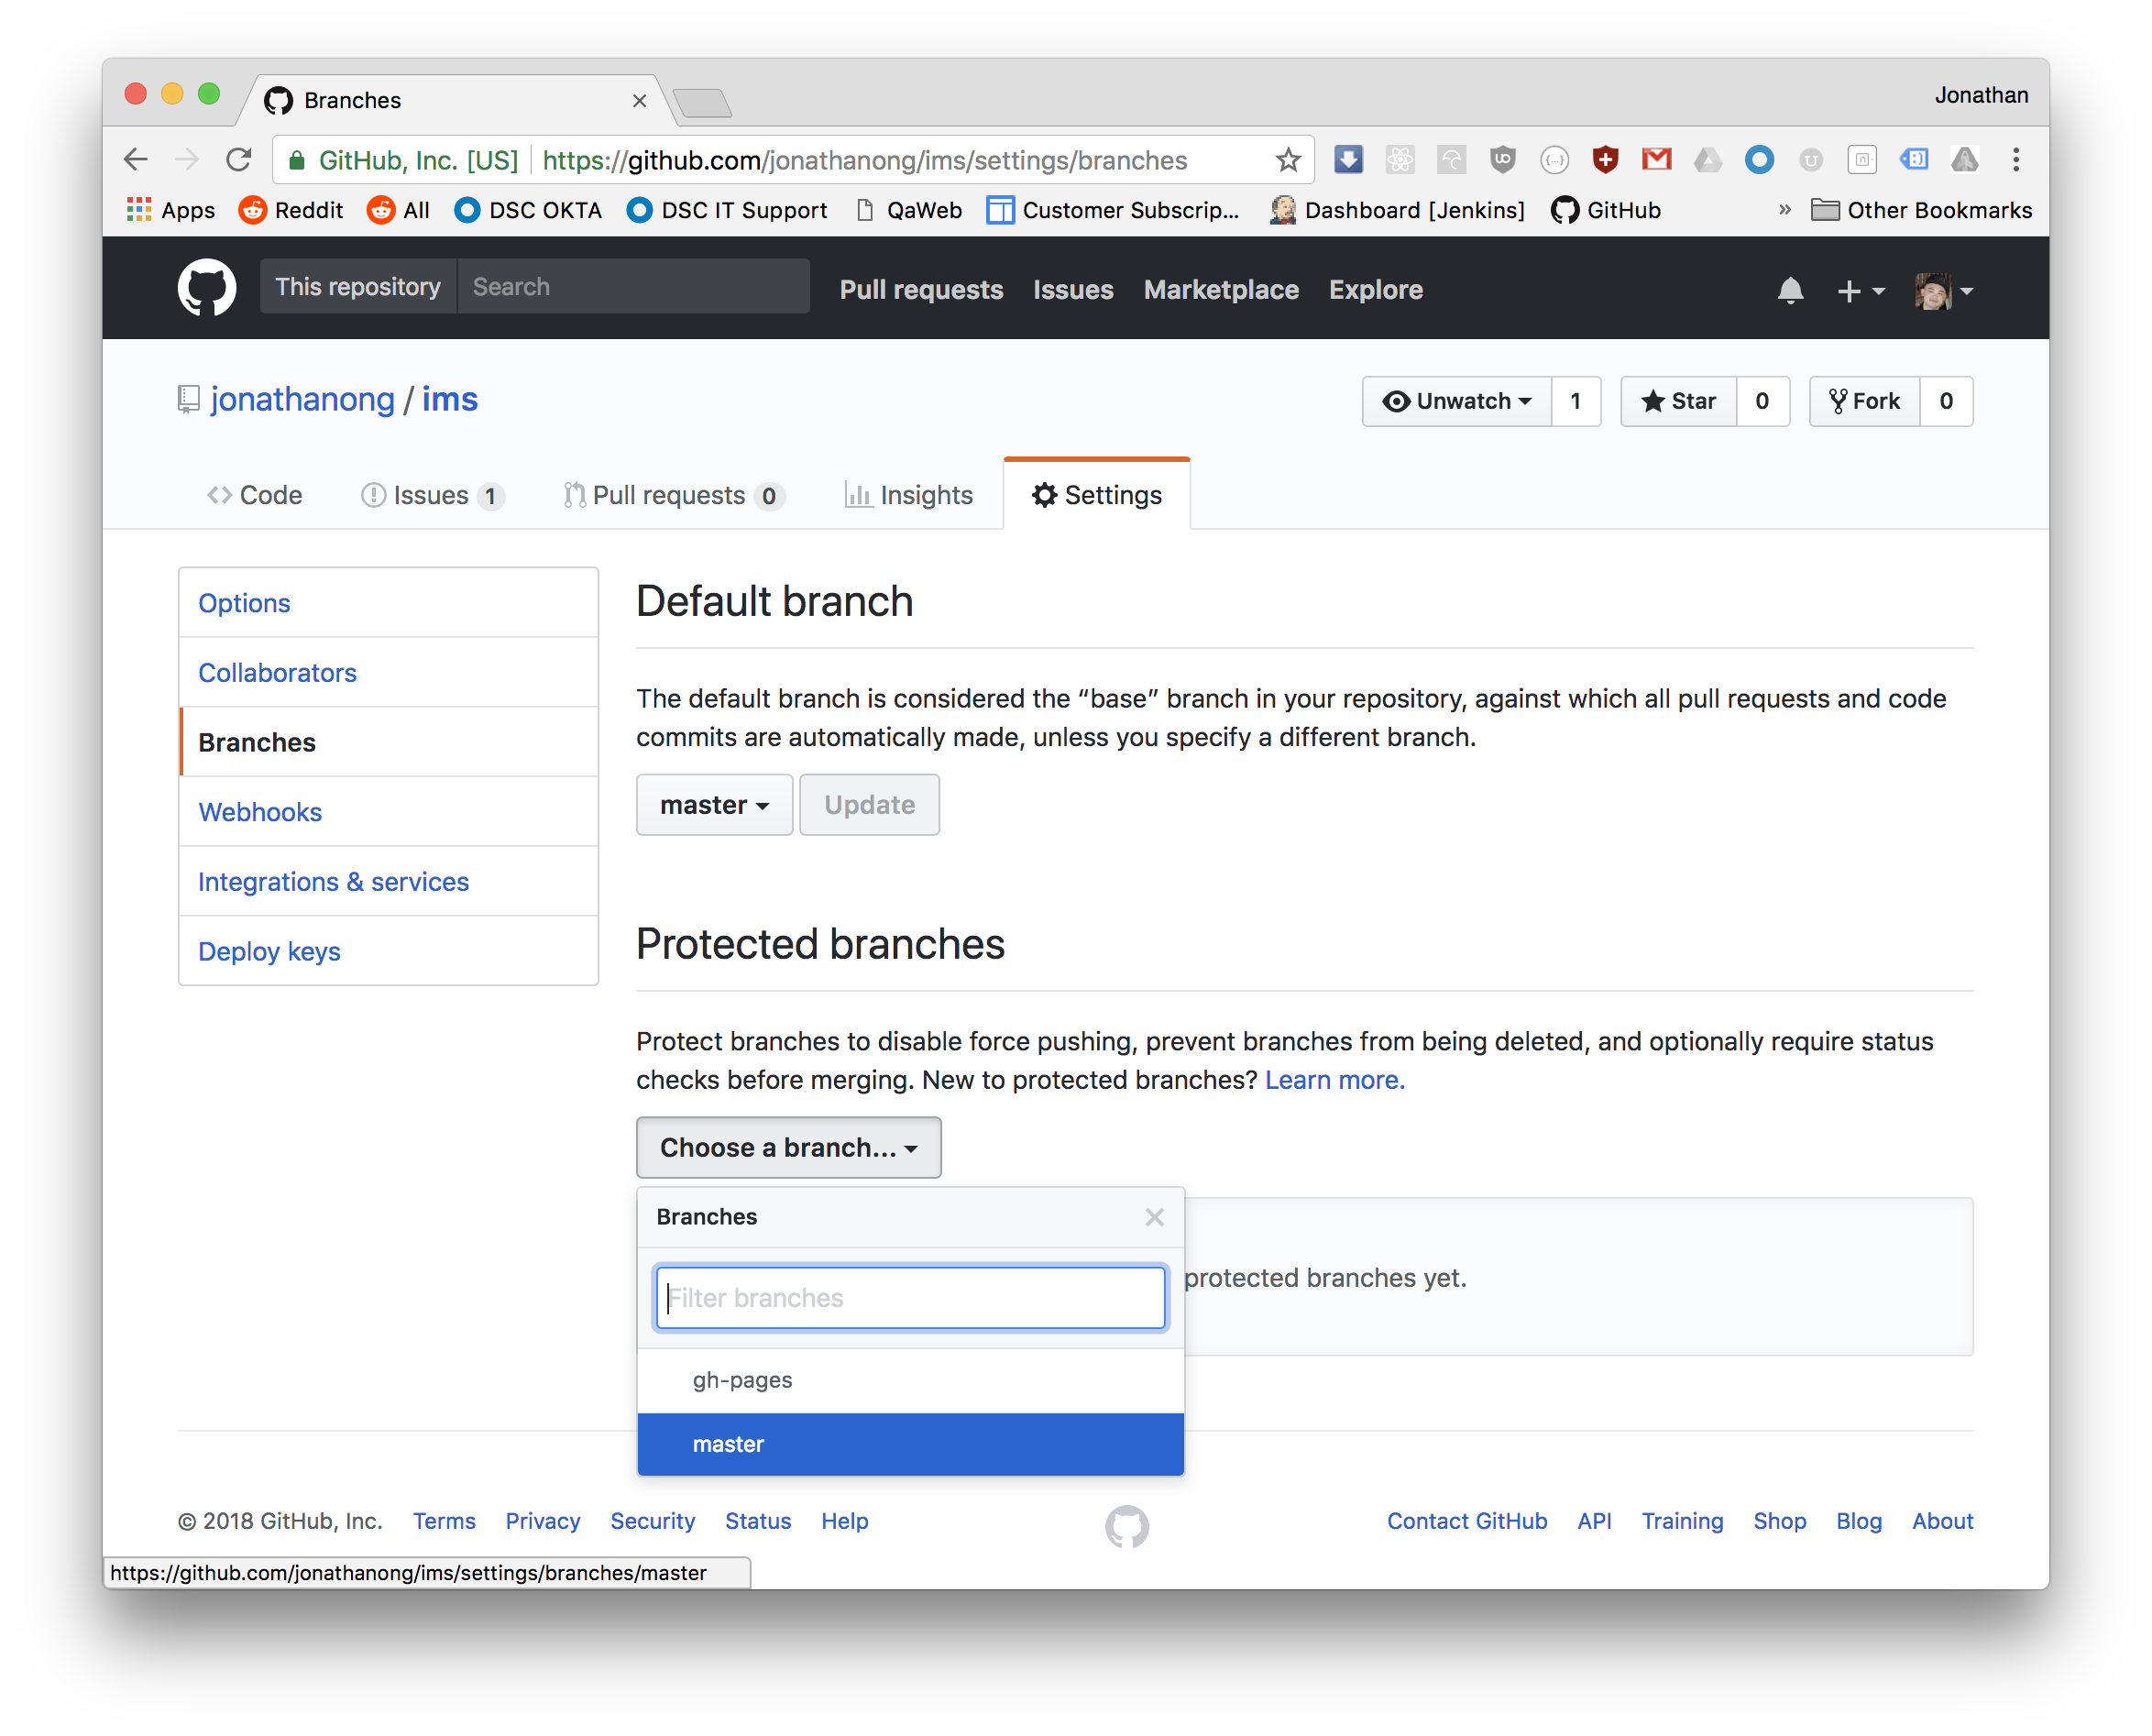 Branches
Jonathan
GitHub, Inc. [US] https://github.com/jonathanong/ims/settings/branches
Apps Reddit All DSC OKTA DSC IT Support QaWeb Customer Subscrip... Dashboard [Jenkins] GitHub » Other Bookmarks
This repository Search Pull requests Issues Marketplace Explore
jonathanong / ims
Unwatch 1 Star 0 Fork 0
Code Issues 1 Pull requests 0 Insights Settings
Options
Collaborators
Branches
Webhooks
Integrations & services
Deploy keys
Default branch
The default branch is considered the “base” branch in your repository, against which all pull requests and code
commits are automatically made, unless you specify a different branch.
master Update
Protected branches
Protect branches to disable force pushing, prevent branches from being deleted, and optionally require status
checks before merging. New to protected branches? Learn more.
Choose a branch...
Branches
Filter branches
protected branches yet.
gh-pages
master
© 2018 GitHub, Inc. Terms Privacy Security Status Help
Contact GitHub API Training Shop Blog About
https://github.com/jonathanong/ims/settings/branches/master